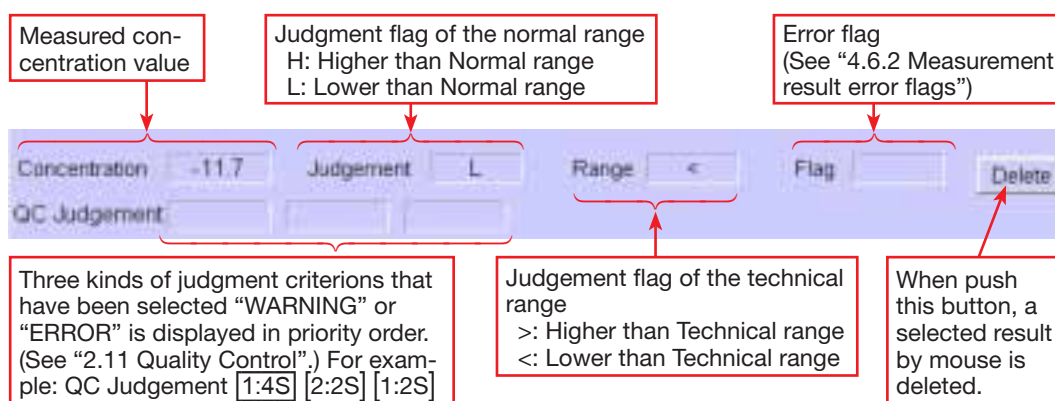 Measured con-
centration value
Judgment flag of the normal range
H: Higher than Normal range
L: Lower than Normal range
Error flag
(See “4.6.2 Measurement
result error flags”)
Concentration -11.7 Judgement L Range < Flag Delete
QC Judgement
Three kinds of judgment criterions that
have been selected “WARNING” or
“ERROR” is displayed in priority order.
(See “2.11 Quality Control”.) For exam-
ple: QC Judgement [1:4S] [2:2S] [1:2S]
Judgement flag of the technical
range
>: Higher than Technical range
<: Lower than Technical range
When push
this button, a
selected result
by mouse is
deleted.